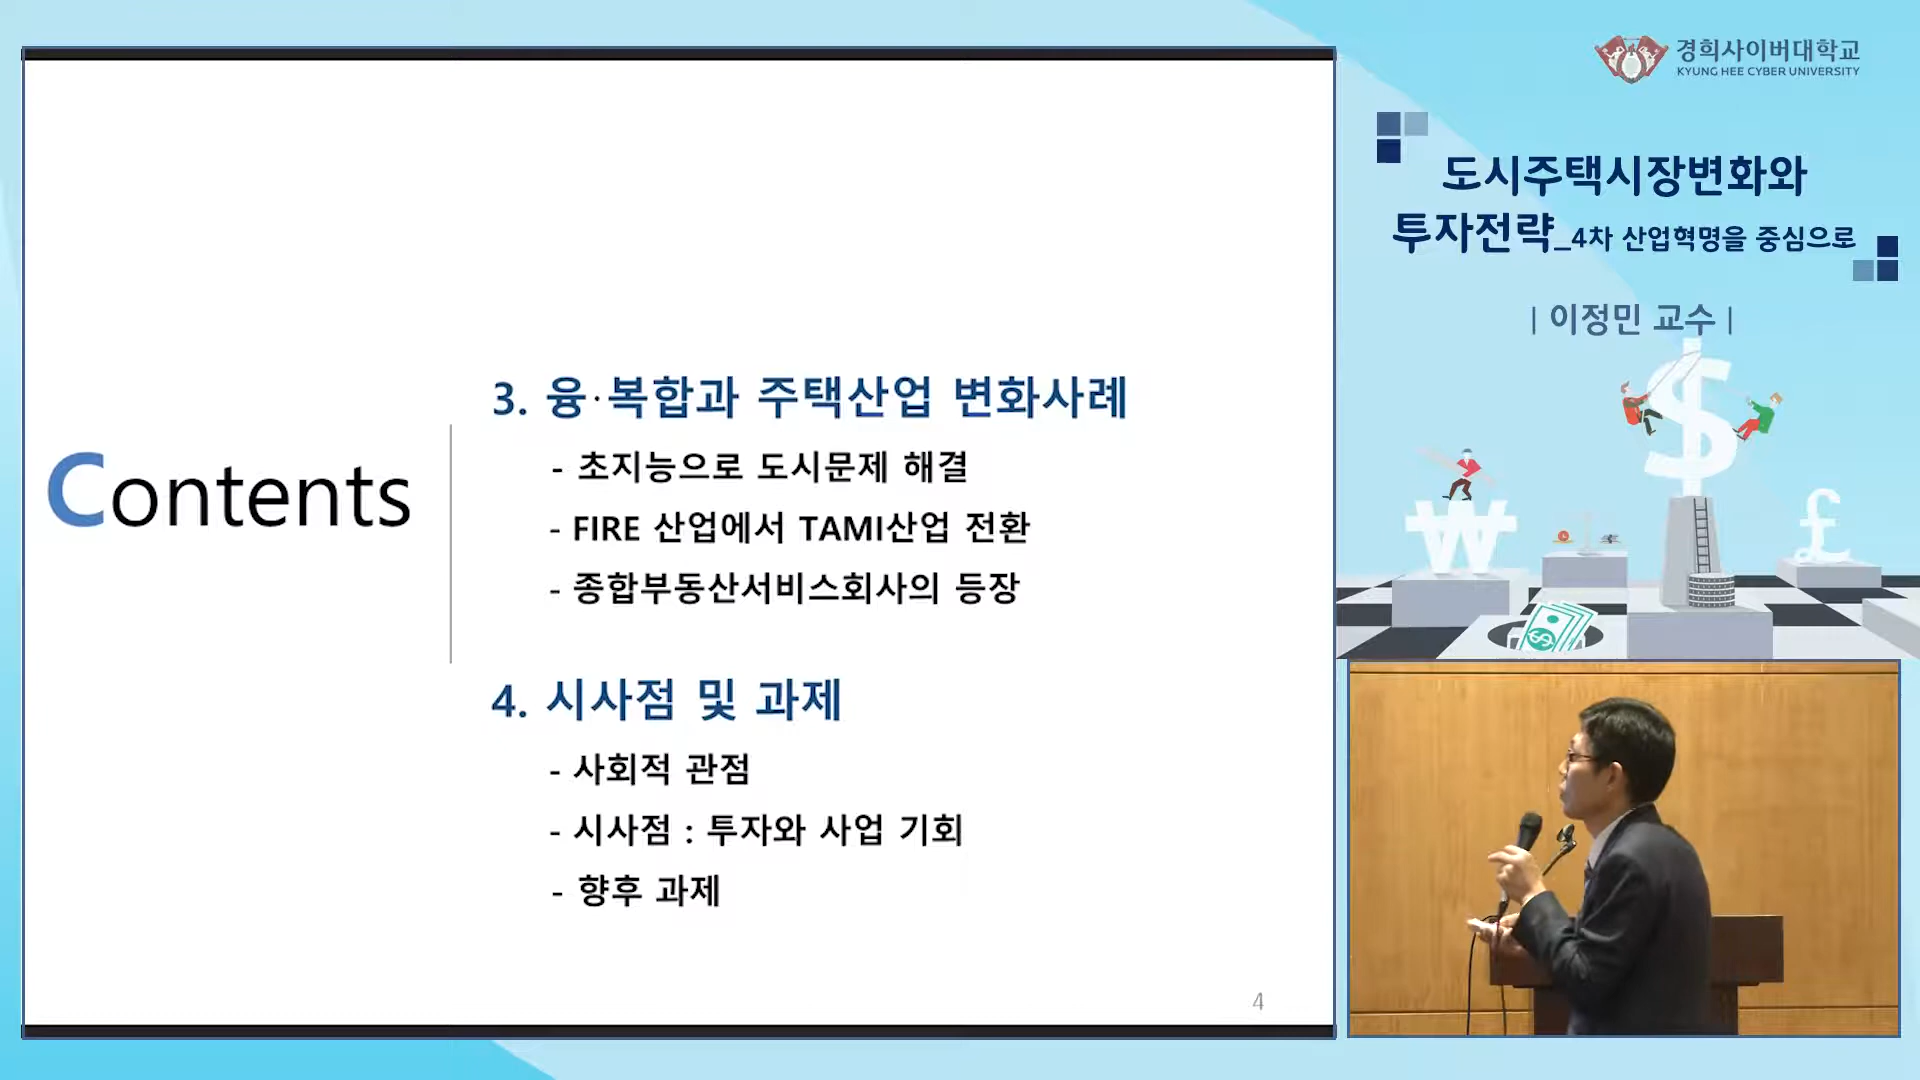 Contents
3. 융·복합과 주택산업 변화사례
- 초지능으로 도시문제 해결
- FIRE 산업에서 TAMI산업 전환
- 종합부동산서비스회사의 등장
4. 시사점 및 과제
- 사회적 관점
- 시사점 : 투자와 사업 기회
- 향후 과제
4
경희사이버대학교
KYUNG HEE CYBER UNIVERSITY
도시주택시장변화와
투자전략_4차 산업혁명을 중심으로
| 이정민 교수 |